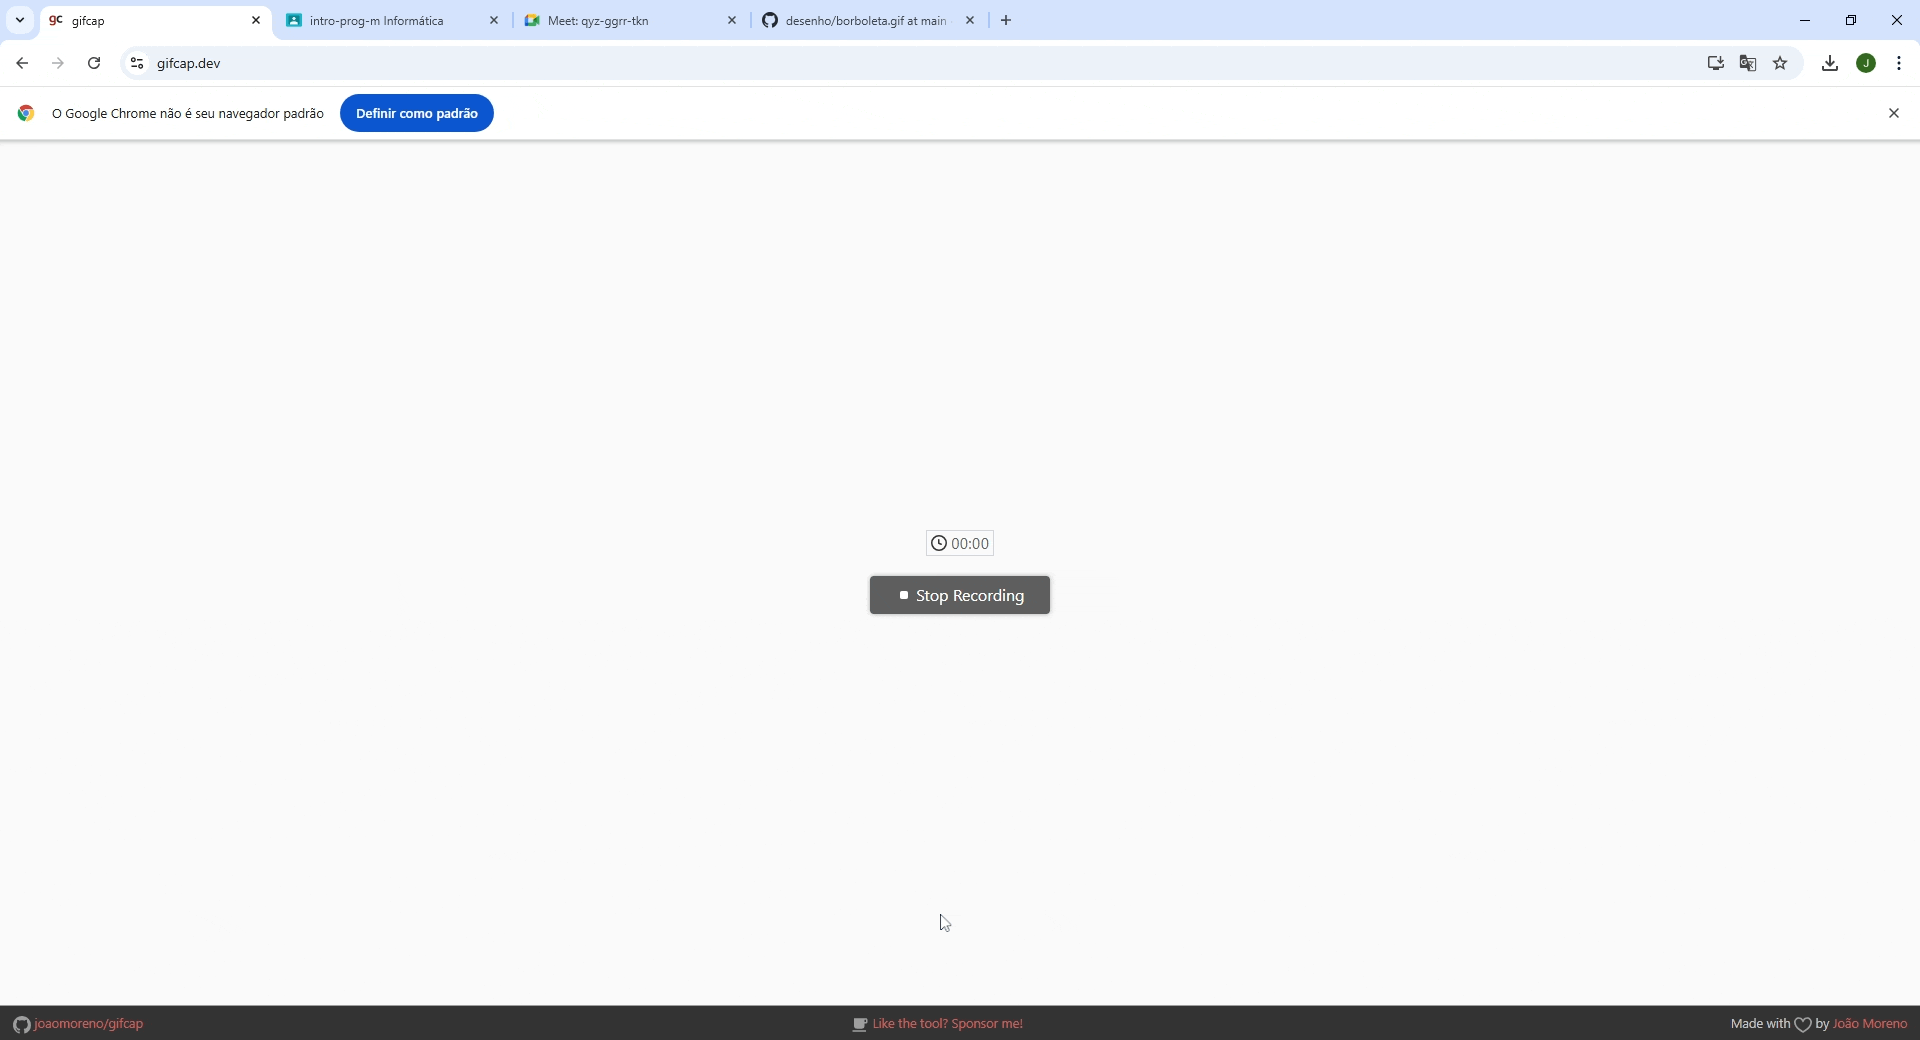 gc gifcap
intro-prog-m Informática
Meet: qyz-ggrr-tkn
desenho/borboleta.gif at main
gifcap.dev
J
O Google Chrome não é seu navegador padrão
Definir como padrão
00:00
Stop Recording
joaomoreno/gifcap
Like the tool? Sponsor me!
Made with by João Moreno